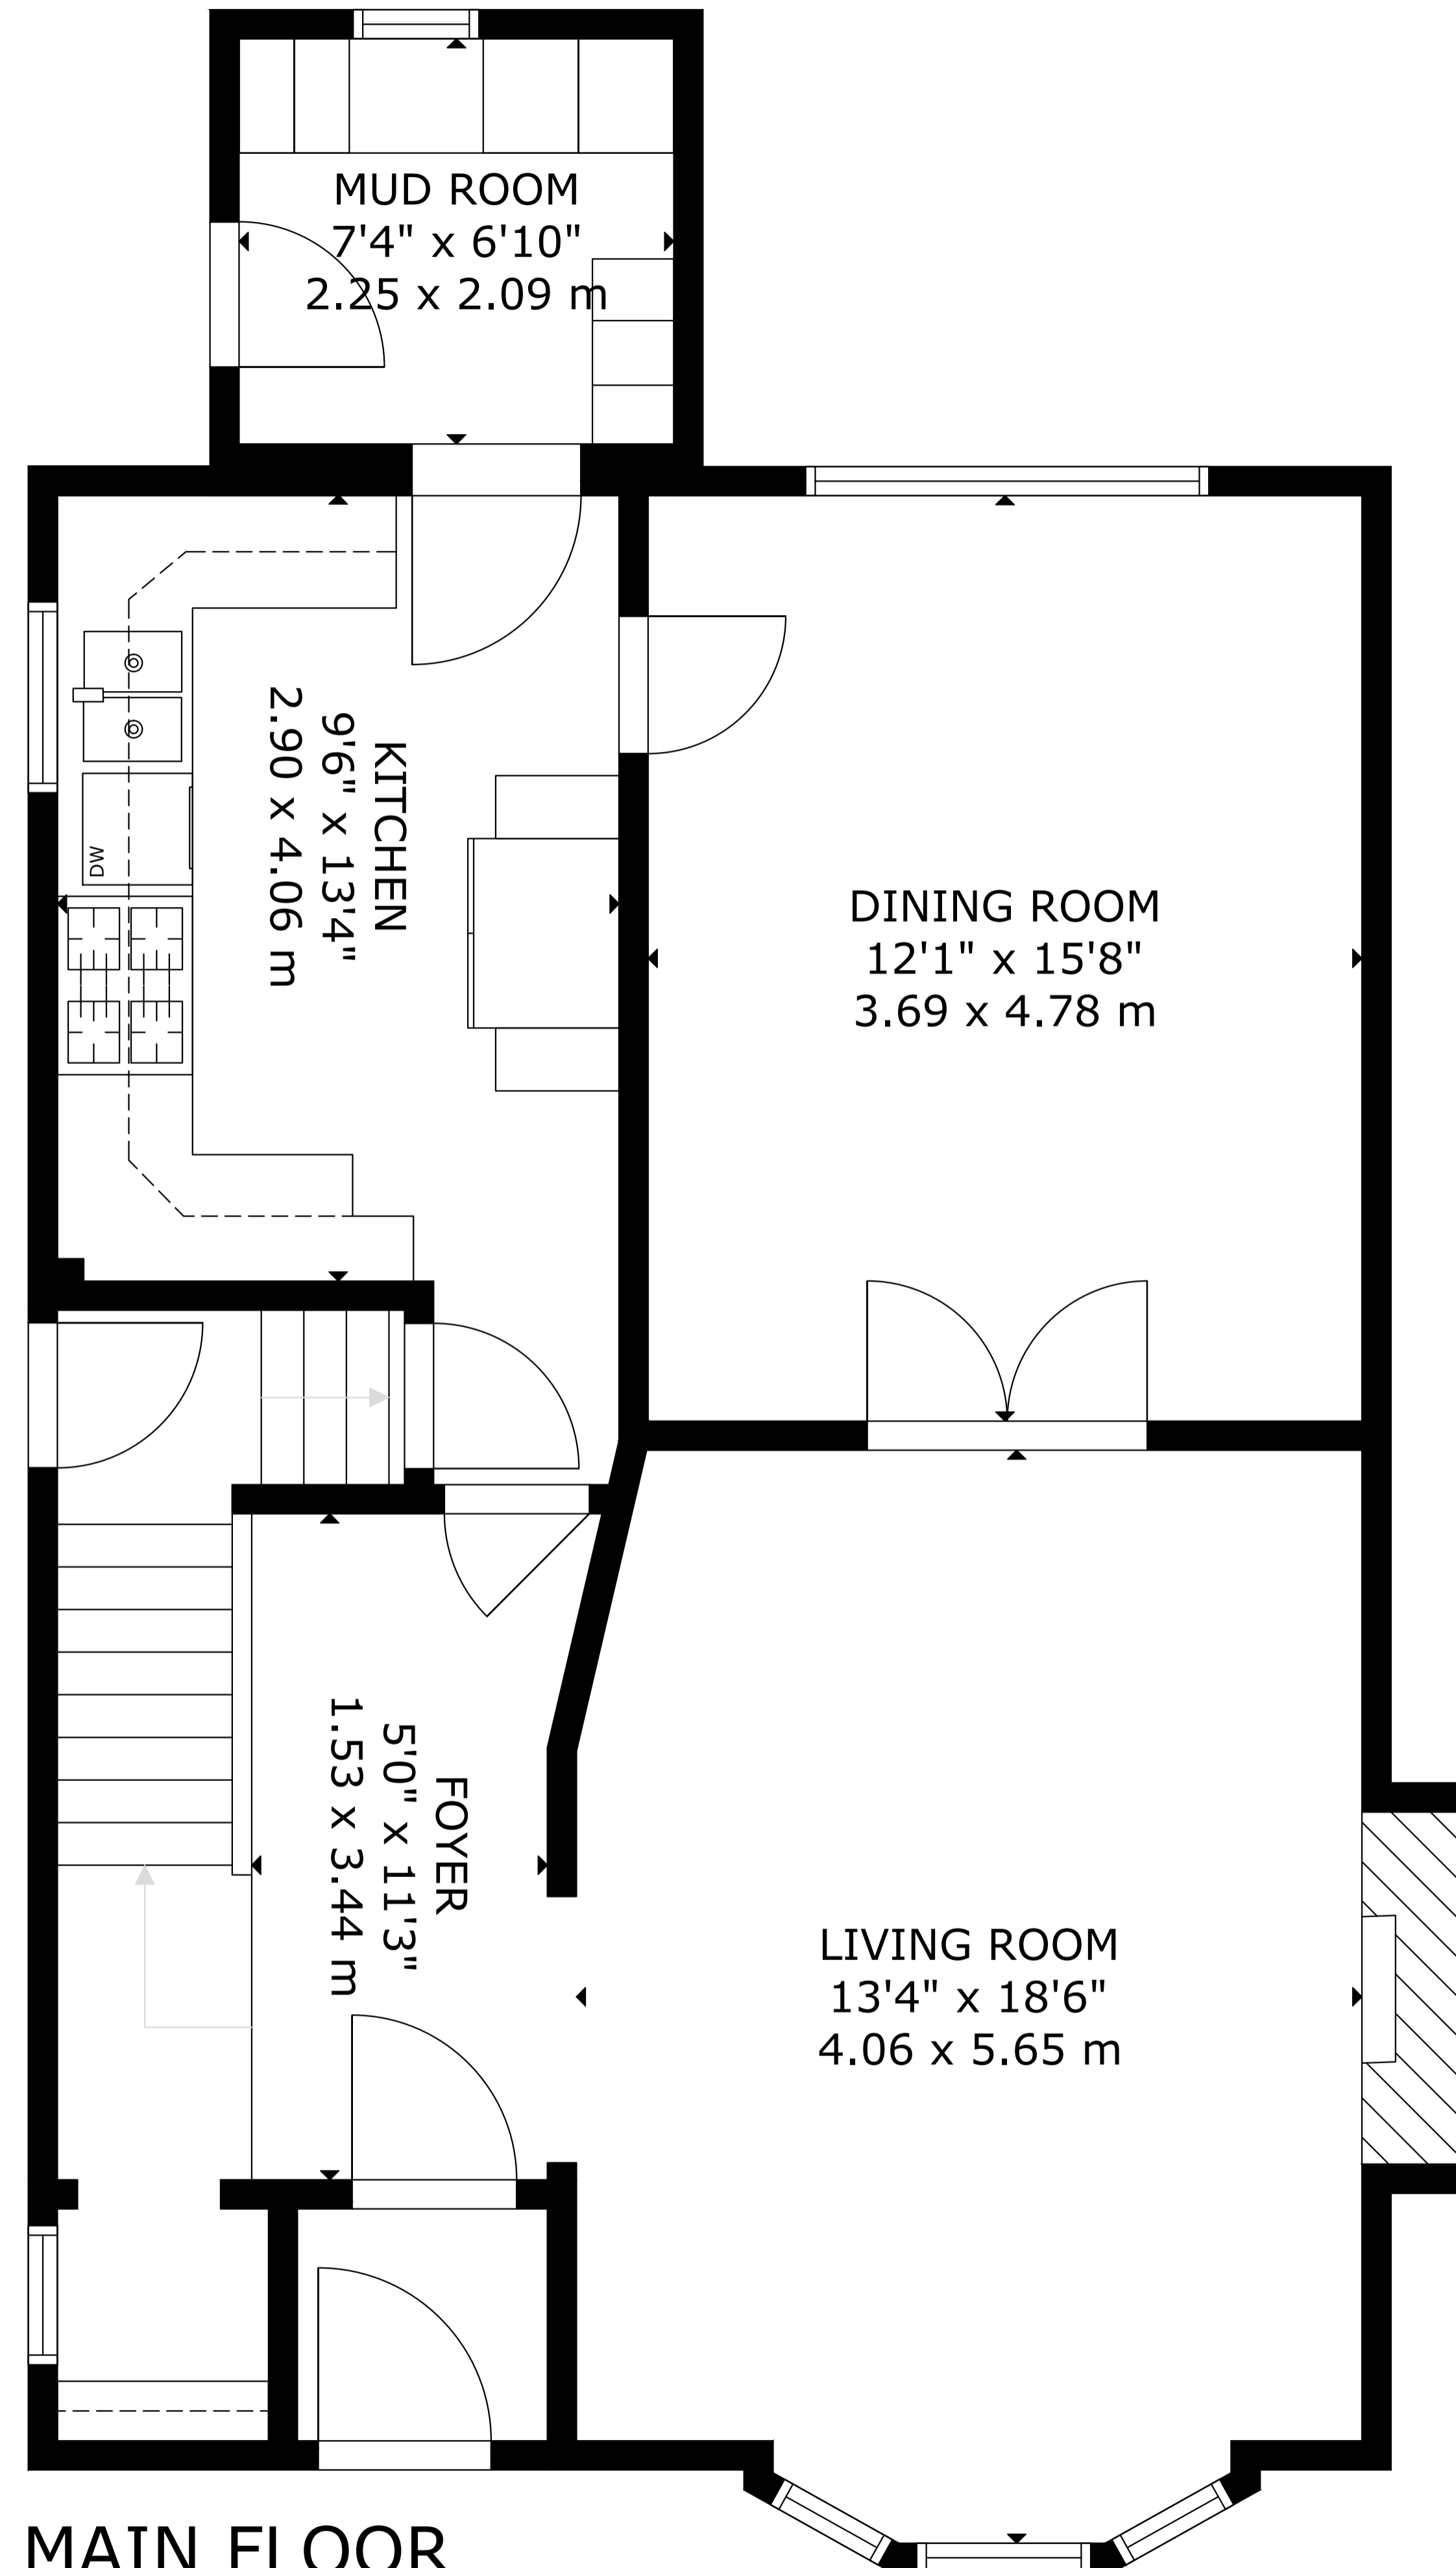 MUD ROOM
7'4" x 6'10"
2.25 x 2.09 m
KITCHEN
9'6" x 13'4"
2.90 x 4.06 m
DW
DINING ROOM
12'1" x 15'8"
3.69 x 4.78 m
FOYER
5'0" x 11'3"
1.53 x 3.44 m
LIVING ROOM
13'4" x 18'6"
4.06 x 5.65 m
MAIN FLOOR